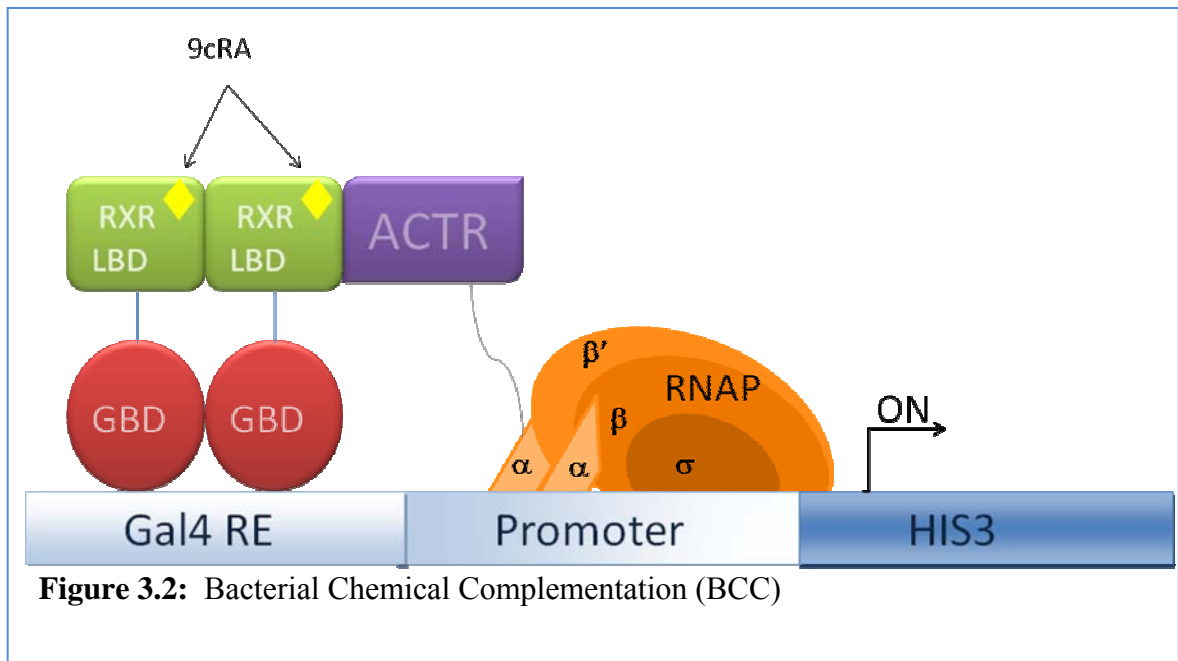 9cRA
RXR LBD
RXR LBD
ACTR
GBD
GBD
β'
RNAP
β
α
α
σ
ON
Gal4 RE
Promoter
HIS3
Figure 3.2: Bacterial Chemical Complementation (BCC)